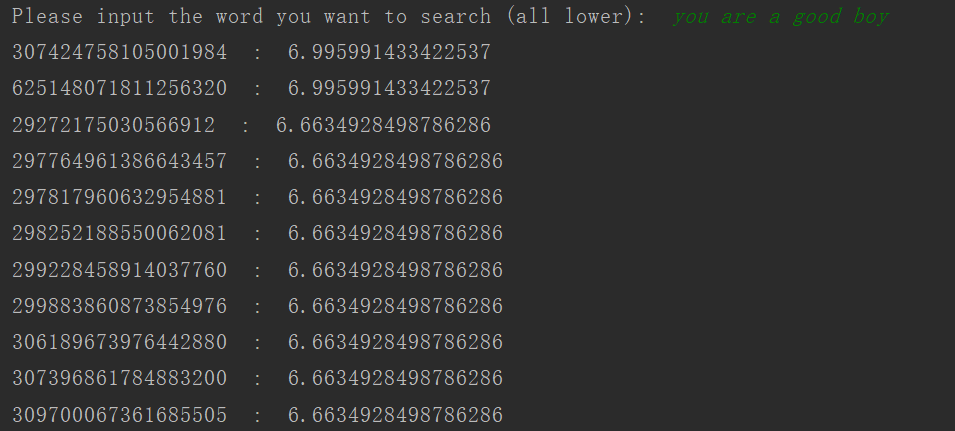 Please input the word you want to search (all lower): you are a good boy
307424758105001984 : 6.995991433422537
625148071811256320 : 6.995991433422537
29272175030566912 : 6.6634928498786286
297764961386643457 : 6.6634928498786286
297817960632954881 : 6.6634928498786286
298252188550062081 : 6.6634928498786286
299228458914037760 : 6.6634928498786286
299883860873854976 : 6.6634928498786286
306189673976442880 : 6.6634928498786286
307396861784883200 : 6.6634928498786286
309700067361685505 : 6.6634928498786286